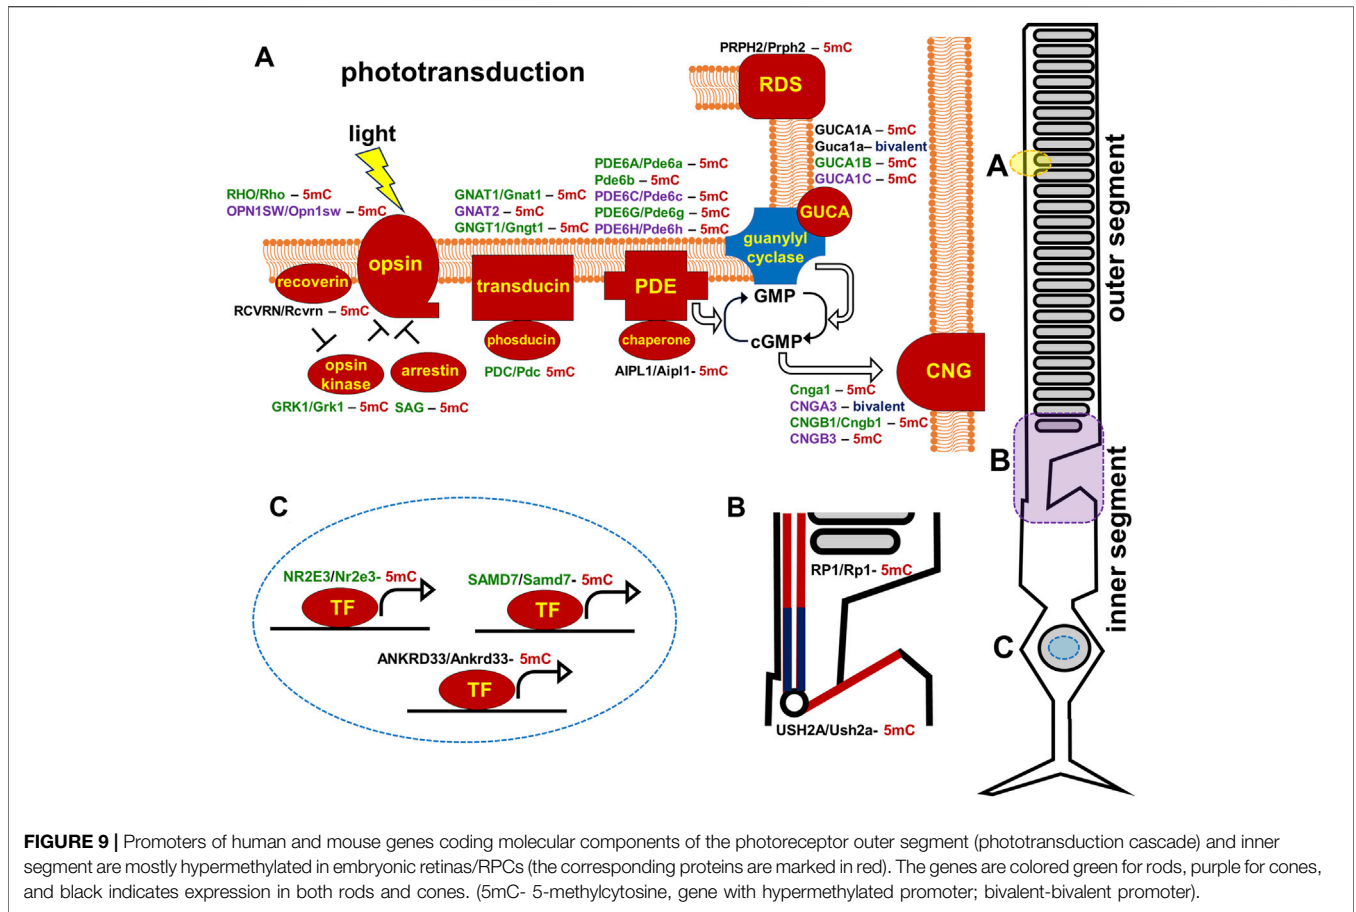 A
phototransduction
light
PRPH2/Prph2 – 5mC
RDS
GUCA1A – 5mC
Guca1a– bivalent
GUCA1B – 5mC
GUCA1C – 5mC
GUCA
PDE6A/Pde6a – 5mC
Pde6b – 5mC
PDE6C/Pde6c – 5mC
PDE6G/Pde6g – 5mC
PDE6H/Pde6h – 5mC
GNAT1/Gnat1 – 5mC
GNAT2 – 5mC
GNGT1/Gngt1 – 5mC
RHO/Rho – 5mC
OPN1SW/Opn1sw – 5mC
opsin
recoverin
RCVRN/Rcvrn – 5mC
opsin
kinase
GRK1/Grk1 – 5mC
arrestin
SAG – 5mC
transducin
phosducin
PDC/Pdc 5mC
PDE
chaperone
AIPL1/Aipl1- 5mC
guanylyl
cyclase
GMP
cGMP
CNG
Cnga1 – 5mC
CNGA3 – bivalent
CNGB1/Cngb1 – 5mC
CNGB3 – 5mC
A
outer segment
B
inner segment
C
C
NR2E3/Nr2e3- 5mC
TF
SAMD7/Samd7- 5mC
TF
ANKRD33/Ankrd33- 5mC
TF
B
RP1/Rp1- 5mC
USH2A/Ush2a- 5mC
FIGURE 9 | Promoters of human and mouse genes coding molecular components of the photoreceptor outer segment (phototransduction cascade) and inner
segment are mostly hypermethylated in embryonic retinas/RPCs (the corresponding proteins are marked in red). The genes are colored green for rods, purple for cones,
and black indicates expression in both rods and cones. (5mC- 5-methylcytosine, gene with hypermethylated promoter; bivalent-bivalent promoter).